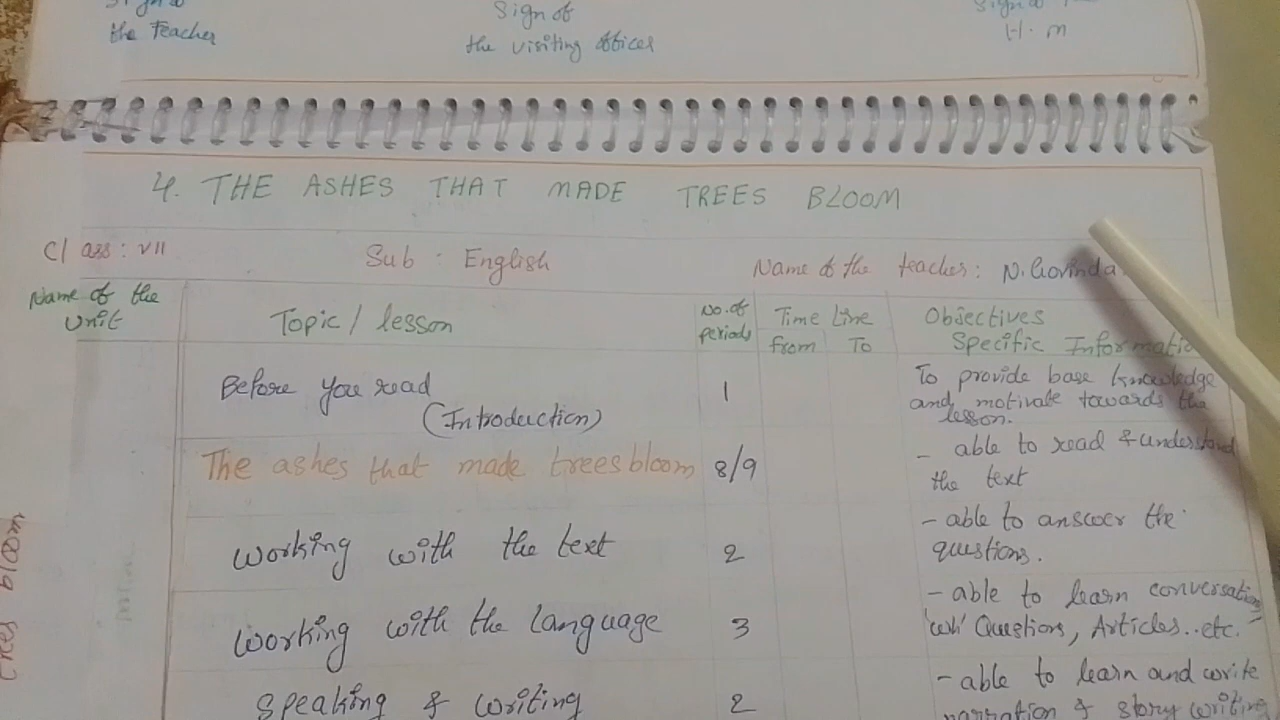 the Teacher
Sign of
the visiting officer
H.m
4. THE ASHES THAT MADE TREES BLOOM
Class: VII Sub: English Name of the teacher: N. Govinda
Name of the
Unit
Topic / lesson
No. of
periods
Time Line
from To
Objectives
Specific Informatio
Before you read
(Introduction)
1
To provide base knowledge
and motivate towards the
lesson.
The ashes that made trees bloom 8/9
- able to read & understand
the text
Working with the text 2
- able to answer the
questions.
Working with the language 3
- able to learn conversation,
'wh' Questions, Articles..etc.
Speaking & writing 2
- able to learn and write
narration & story writing
trees bloom